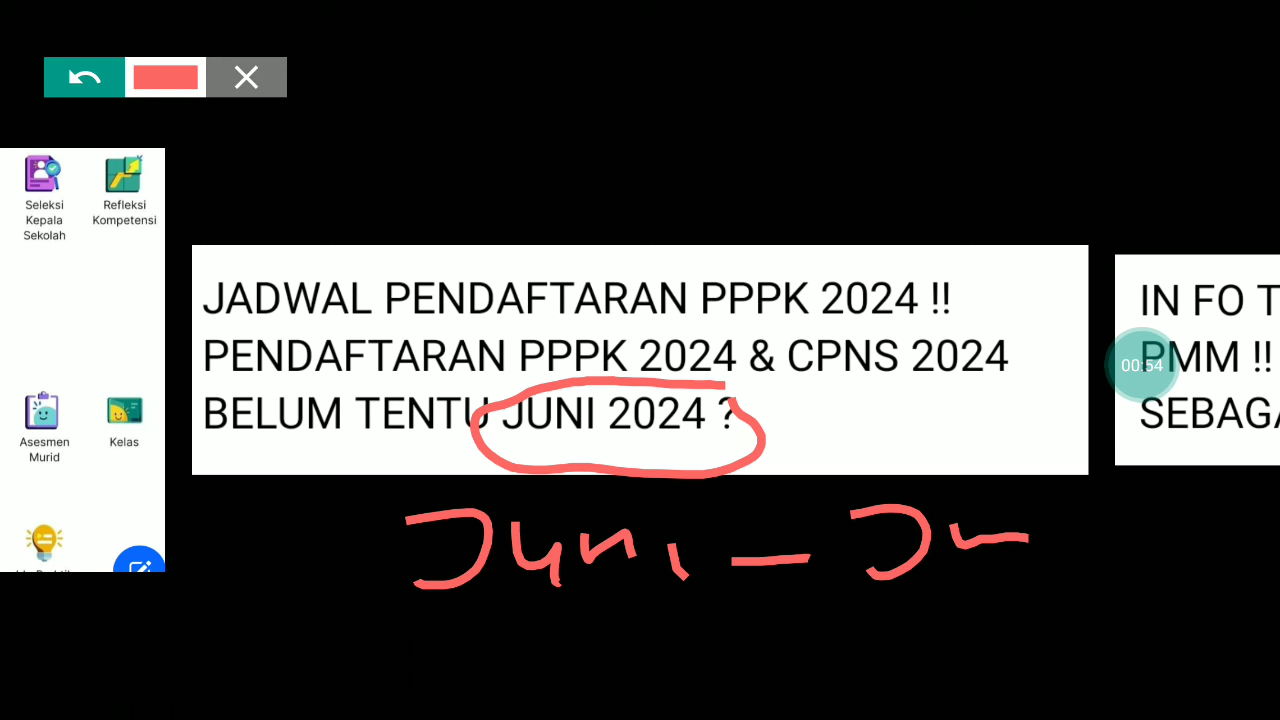 Seleksi
Kepala
Sekolah
Refleksi
Kompetensi
Asesmen
Murid
Kelas
JADWAL PENDAFTARAN PPPK 2024 !!
PENDAFTARAN PPPK 2024 & CPNS 2024
BELUM TENTU JUNI 2024 ?
Juni – Ju
IN FO
PMM !!
00:54